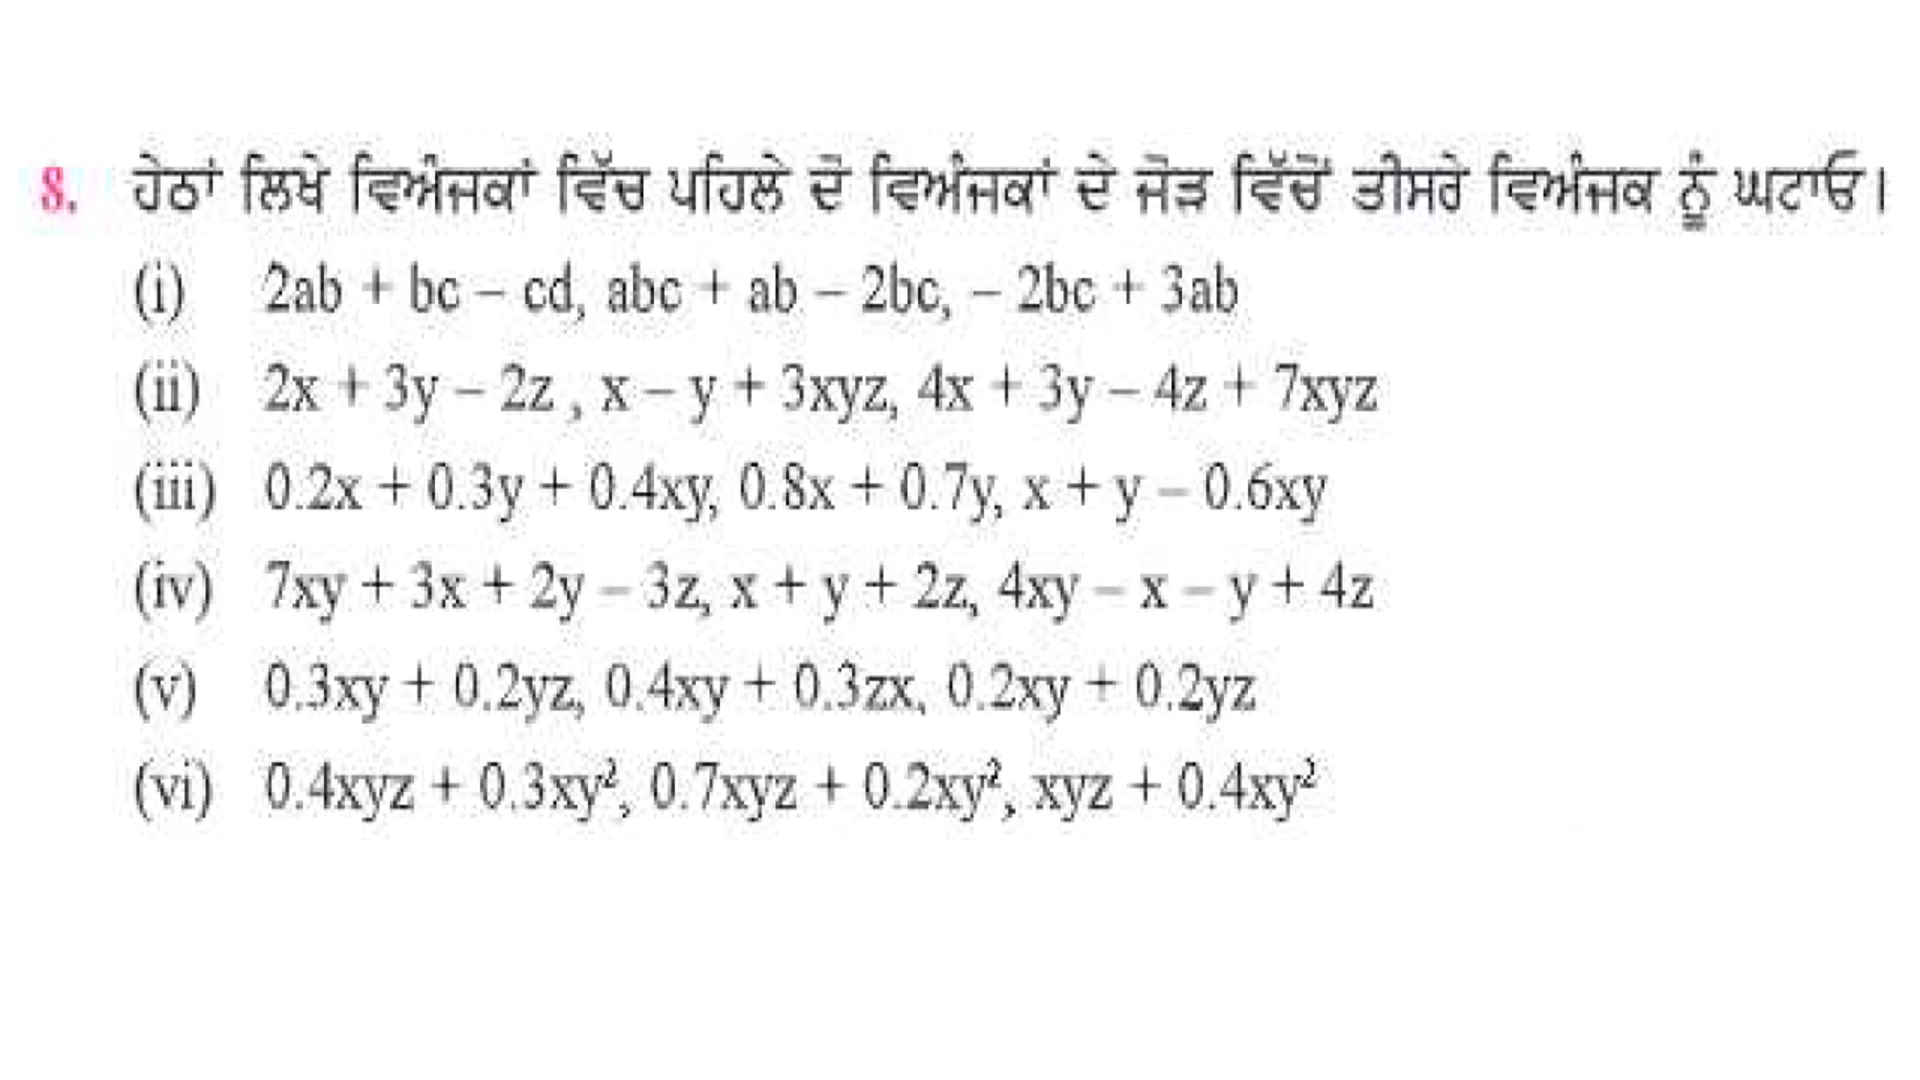 8. ਹੇਠਾਂ ਲਿਖੇ ਵਿਅੰਜਕਾਂ ਵਿੱਚ ਪਹਿਲੇ ਦੋ ਵਿਅੰਜਕਾਂ ਦੇ ਜੋੜ ਵਿੱਚੋਂ ਤੀਸਰੇ ਵਿਅੰਜਕ ਨੂੰ ਘਟਾਓ।
(i) 2ab + bc – cd, abc + ab – 2bc, – 2bc + 3ab
(ii) 2x + 3y – 2z , x – y + 3xyz, 4x + 3y – 4z + 7xyz
(iii) 0.2x + 0.3y + 0.4xy, 0.8x + 0.7y, x + y – 0.6xy
(iv) 7xy + 3x + 2y – 3z, x + y + 2z, 4xy – x – y + 4z
(v) 0.3xy + 0.2yz, 0.4xy + 0.3zx, 0.2xy + 0.2yz
(vi) 0.4xyz + 0.3xy², 0.7xyz + 0.2xy², xyz + 0.4xy²